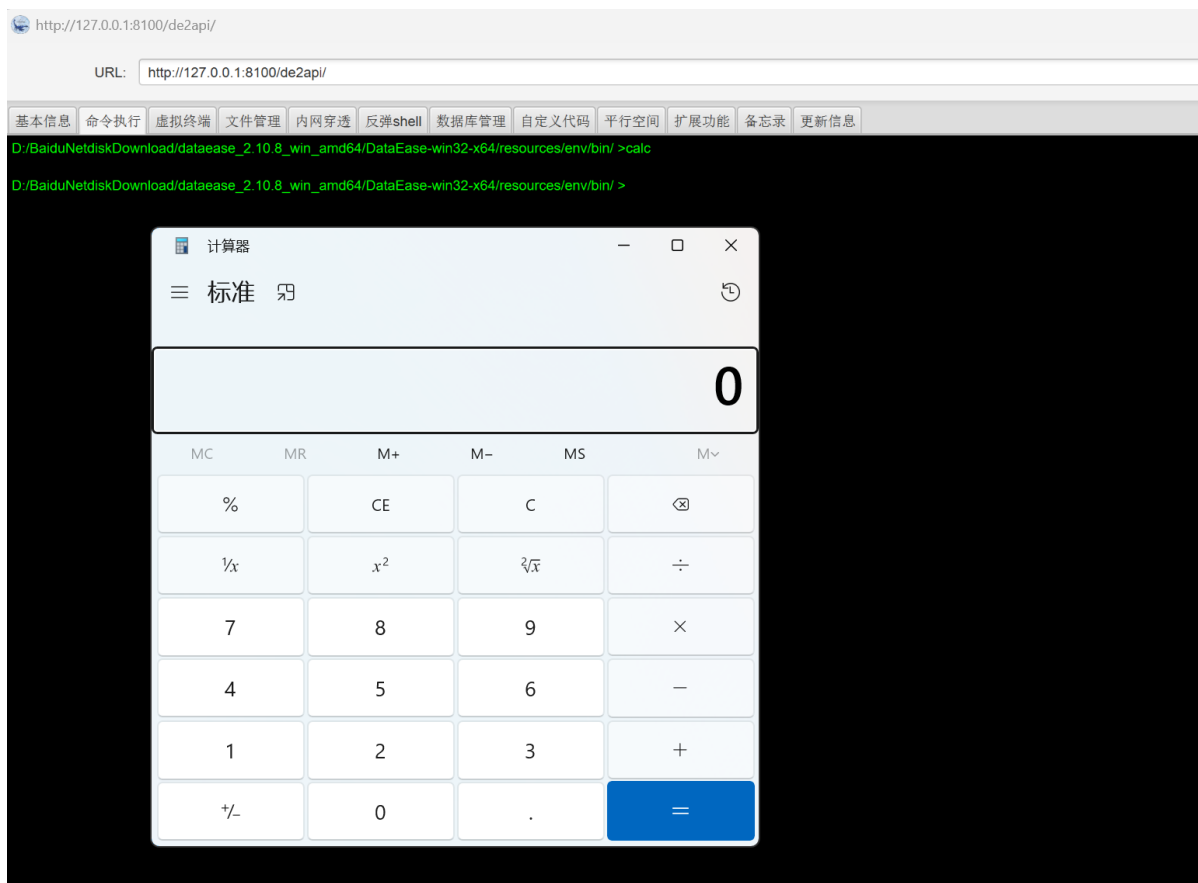 http://127.0.0.1:8100/de2api/
URL: http://127.0.0.1:8100/de2api/
基本信息 命令执行 虚拟终端 文件管理 内网穿透 反弹shell 数据库管理 自定义代码 平行空间 扩展功能 备忘录 更新信息
D:/BaiduNetdiskDownload/dataease_2.10.8_win_amd64/DataEase-win32-x64/resources/env/bin/ >calc
D:/BaiduNetdiskDownload/dataease_2.10.8_win_amd64/DataEase-win32-x64/resources/env/bin/ >
计算器
标准
0
MC MR M+ M− MS M
% CE C
¹/x x² ²√x ÷
7 8 9 ×
4 5 6 −
1 2 3 +
+/− 0 . =